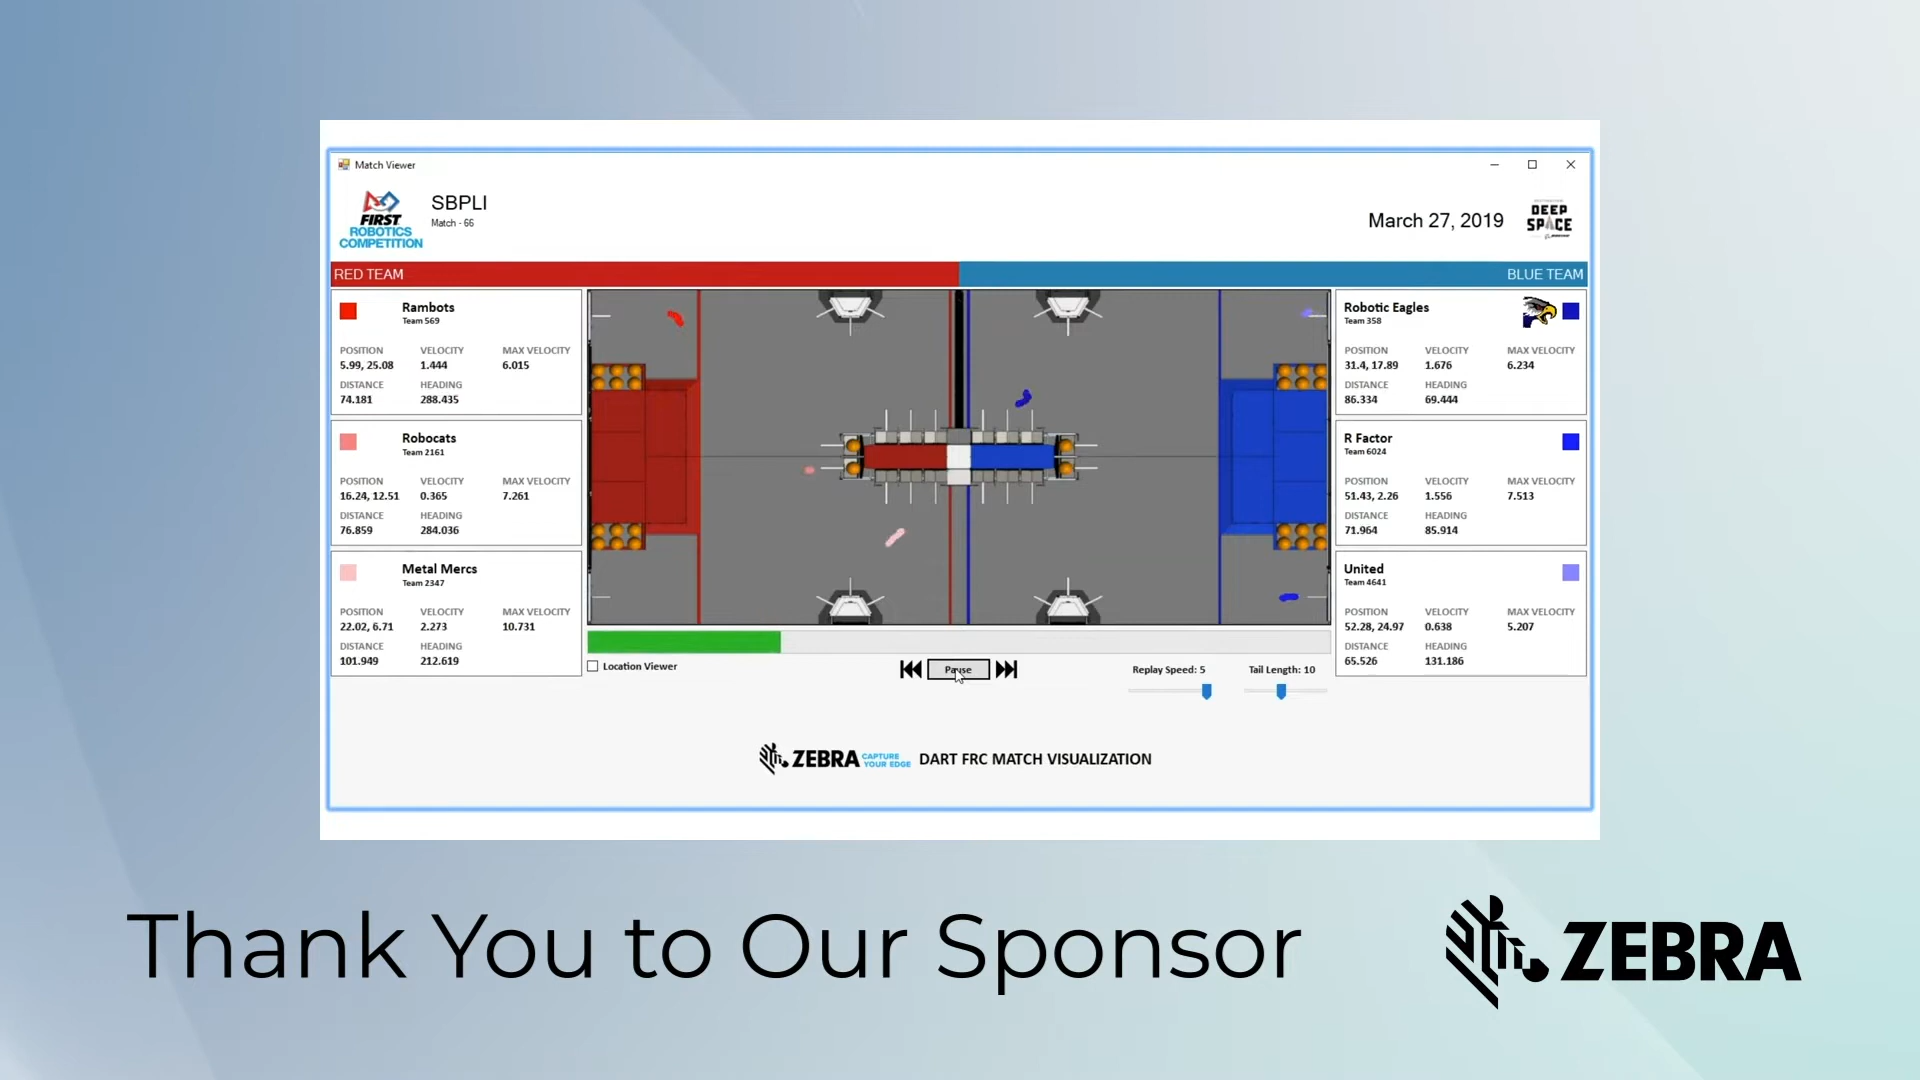 Match Viewer
FIRST
ROBOTICS
COMPETITION
SBPLI
Match - 66
March 27, 2019
DEEP
SPACE
RED TEAM
BLUE TEAM
Rambots
Team 569
POSITION VELOCITY MAX VELOCITY
5.99, 25.08 1.444 6.015
DISTANCE HEADING
74.181 288.435
Robocats
Team 2161
POSITION VELOCITY MAX VELOCITY
16.24, 12.51 0.365 7.261
DISTANCE HEADING
76.859 284.036
Metal Mercs
Team 2347
POSITION VELOCITY MAX VELOCITY
22.02, 6.71 2.273 10.731
DISTANCE HEADING
101.949 212.619
Robotic Eagles
Team 358
POSITION VELOCITY MAX VELOCITY
31.4, 17.89 1.676 6.234
DISTANCE HEADING
86.334 69.444
R Factor
Team 6024
POSITION VELOCITY MAX VELOCITY
51.43, 2.26 1.556 7.513
DISTANCE HEADING
71.964 85.914
United
Team 4641
POSITION VELOCITY MAX VELOCITY
52.28, 24.97 0.638 5.207
DISTANCE HEADING
65.526 131.186
Location Viewer
Pause
Replay Speed: 5
Tail Length: 10
ZEBRA CAPTURE YOUR EDGE DART FRC MATCH VISUALIZATION
Thank You to Our Sponsor
ZEBRA